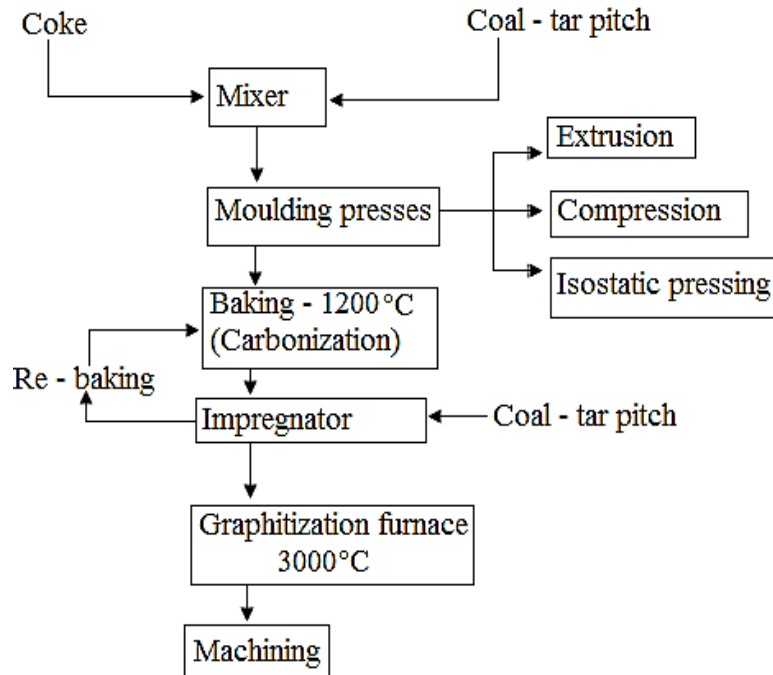 Coke
Coal - tar pitch
Mixer
Extrusion
Moulding presses
Compression
Isostatic pressing
Baking - 1200°C
(Carbonization)
Re - baking
Impregnator
Coal - tar pitch
Graphitization furnace
3000°C
Machining